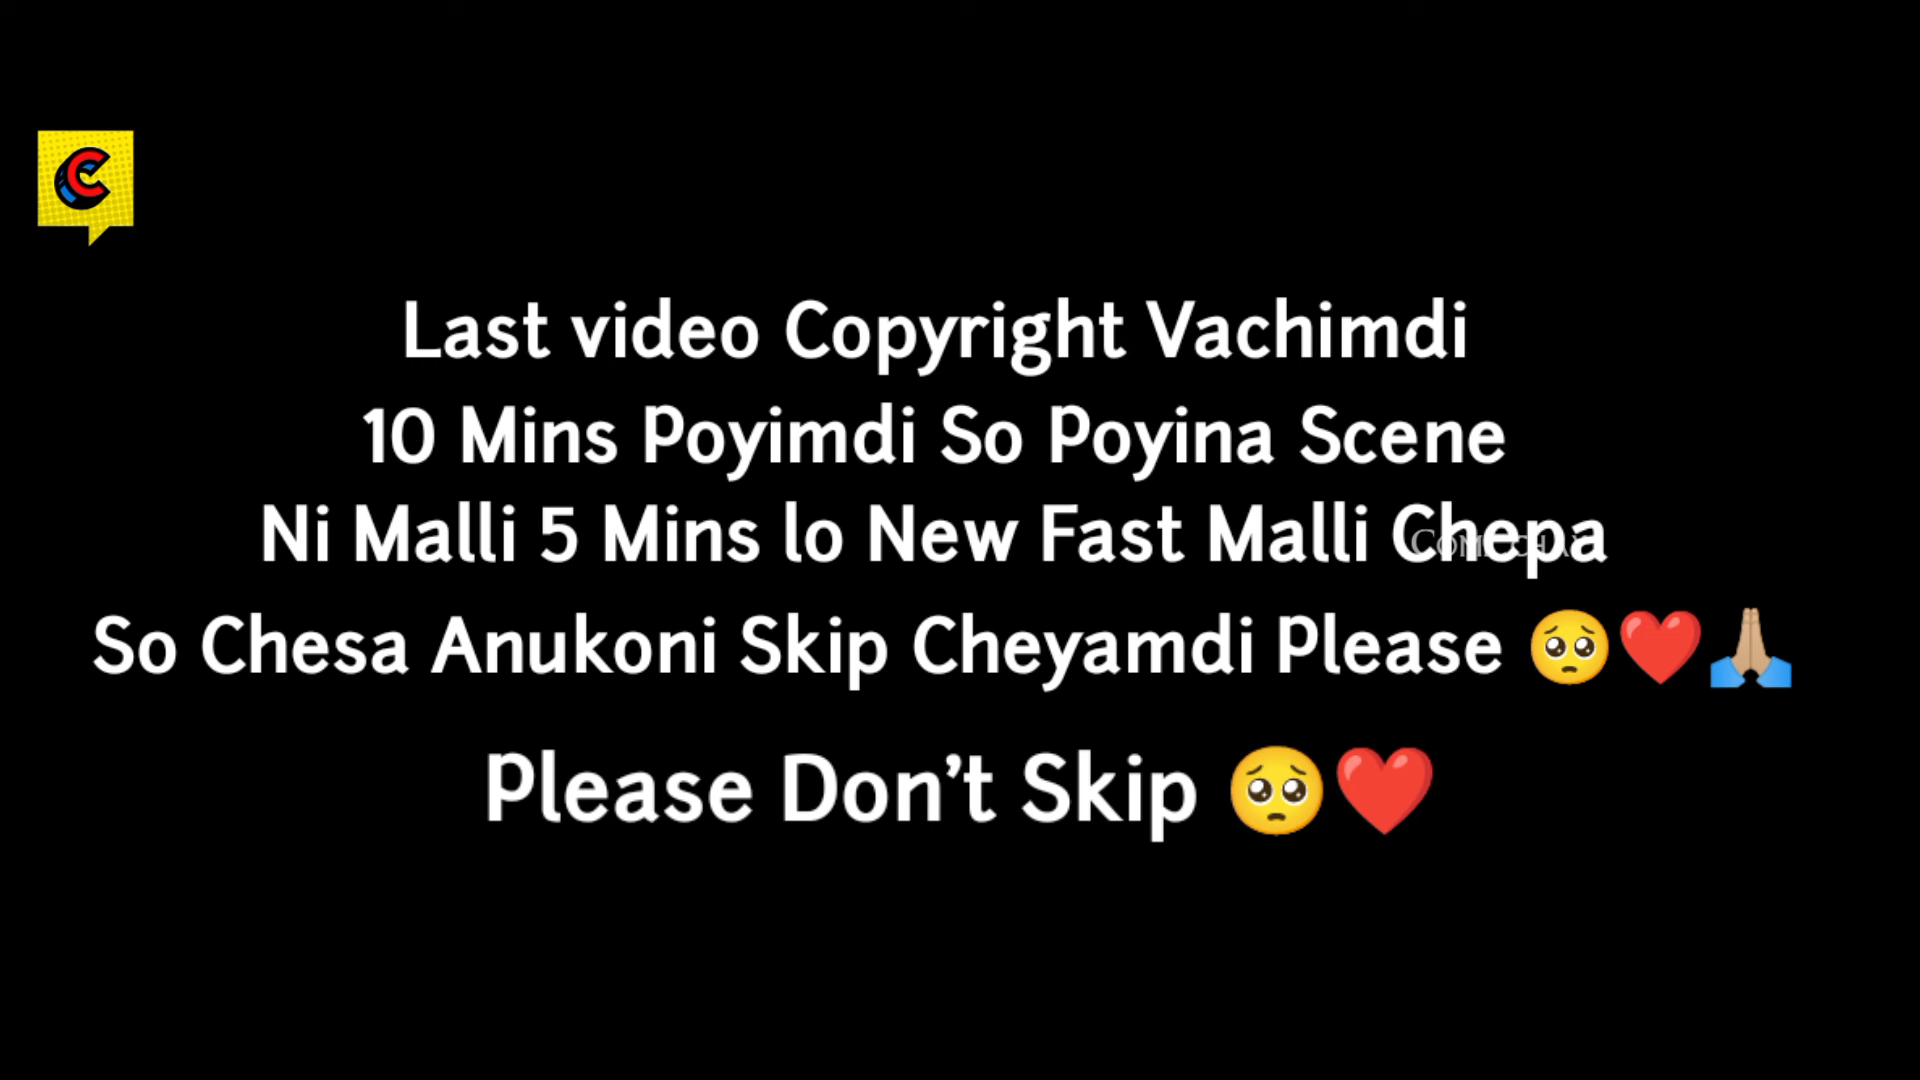 Last video Copyright Vachimdi
10 Mins Poyimdi So Poyina Scene
Ni Malli 5 Mins lo New Fast Malli Chepa
So Chesa Anukoni Skip Cheyamdi Please 🥺❤️🙏🏼
Please Don't Skip 🥺❤️
C